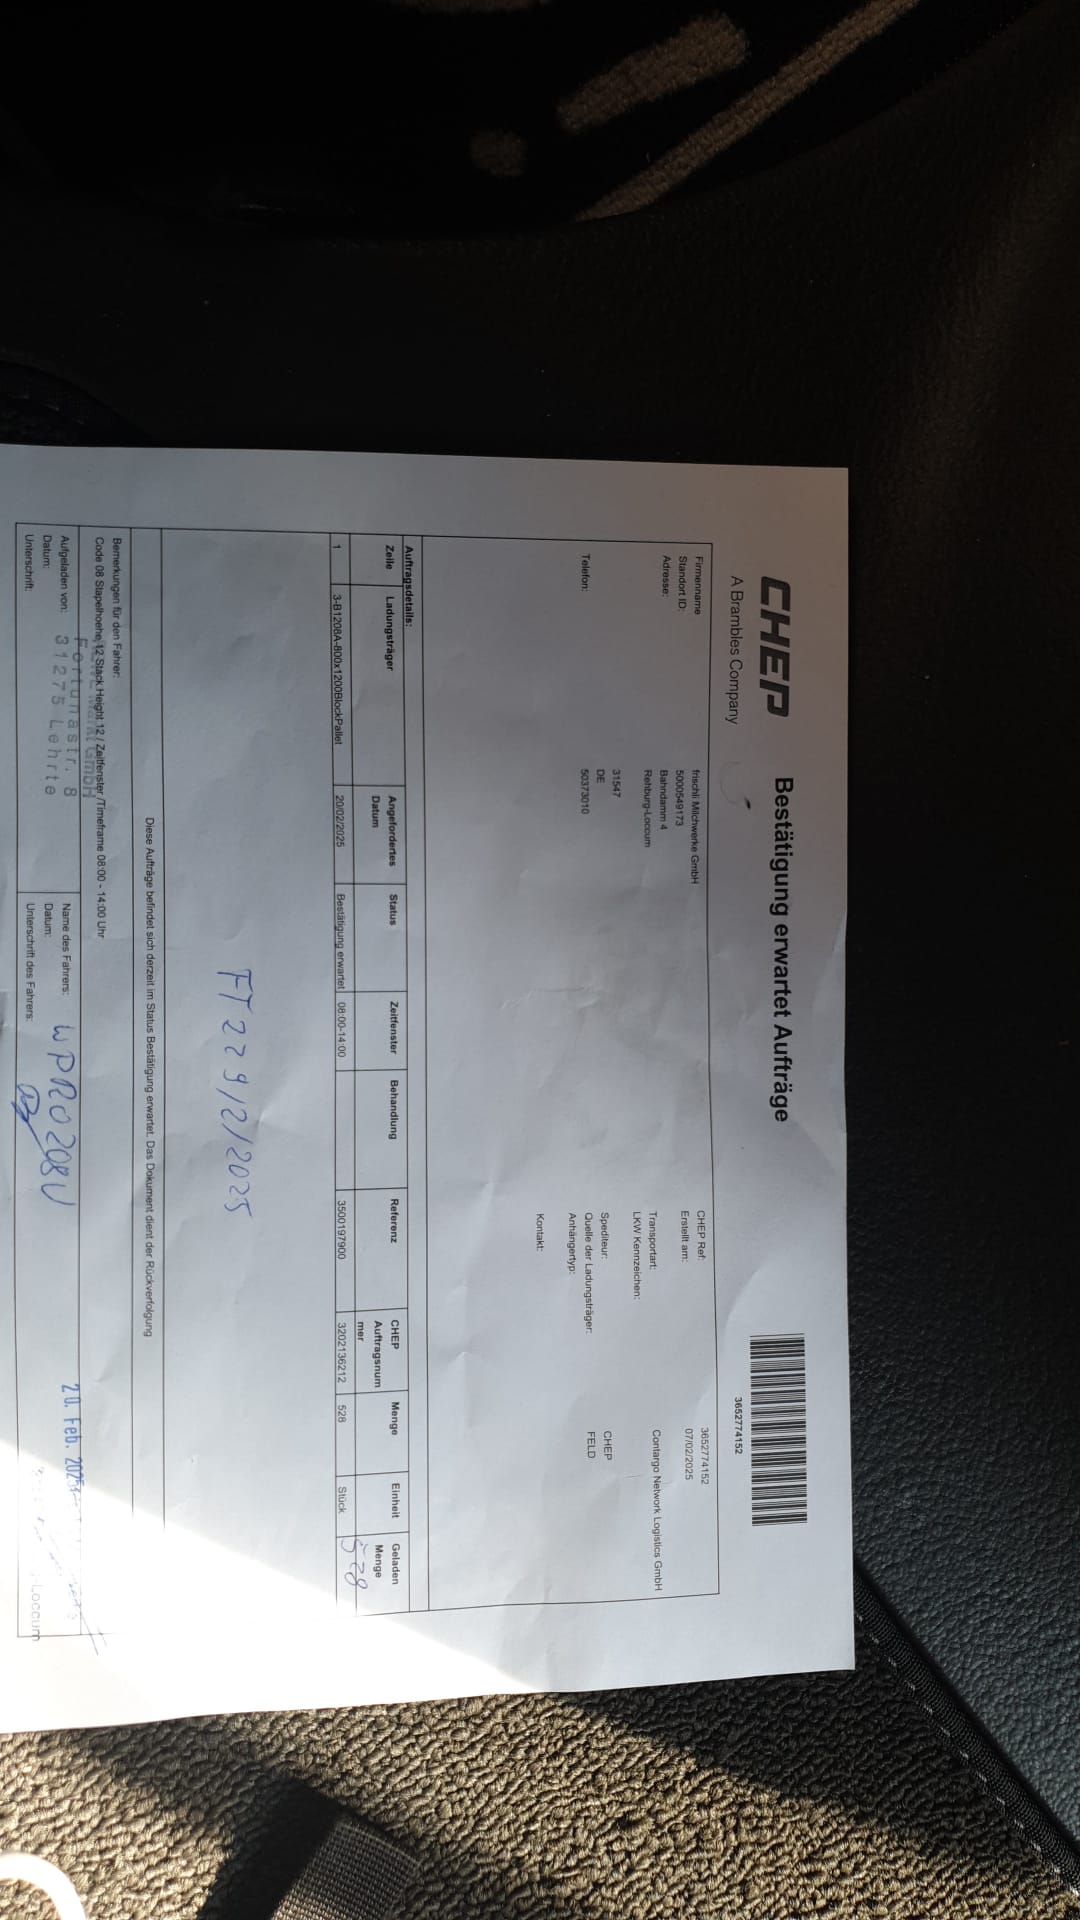 CHEP
A Brambles Company
Bestätigung erwartet Aufträge
3652774152
Firmenname frischli Milchwerke GmbH
Standort ID: 5000549173
Adresse: Bahndamm 4
Rehburg-Loccum
31547
DE
Telefon: 50373010
CHEP Ref: 3652774152
Erstellt am: 07/02/2025
Transportart:
LKW Kennzeichen: Contargo Network Logistics GmbH
Spediteur: CHEP
Quelle der Ladungsträger: FELD
Anhängertyp:
Kontakt:
Auftragsdetails:
Zeile Ladungsträger Angefordertes Datum Status Zeitfenster Behandlung Referenz CHEP Auftragsnummer Menge Einheit Geladen Menge
1 3-B1208A-800x1200BlockPallet 20/02/2025 Bestätigung erwartet 08:00-14:00 3500197900 3202136212 528 Stück 528
FT229/2/2025
Diese Aufträge befindet sich derzeit im Status Bestätigung erwartet. Das Dokument dient der Rückverfolgung
Bemerkungen für den Fahrer:
Code 08 Stapelhoehe 12 Stack Height 12 / Zeitfenster /Timeframe 08:00 - 14:00 Uhr
GmbH
Fortunastr. 8
31275 Lehrte
Aufgeladen von:
Datum:
Unterschrift:
Name des Fahrers: WPR0208V
Datum:
Unterschrift des Fahrers:
20. Feb. 2025
Loccum